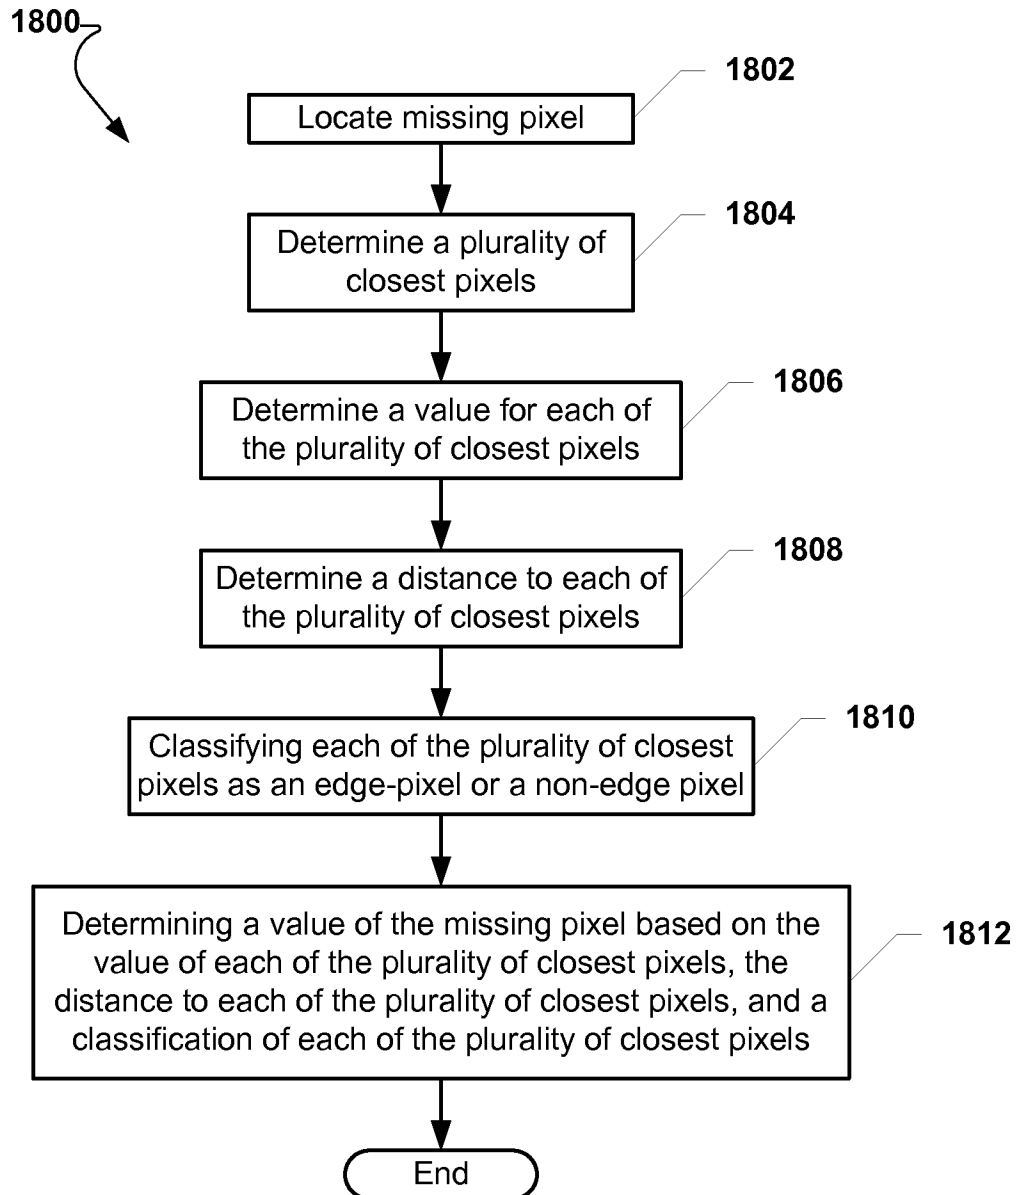 1800
1802
Locate missing pixel
1804
Determine a plurality of
closest pixels
1806
Determine a value for each of
the plurality of closest pixels
1808
Determine a distance to each of
the plurality of closest pixels
1810
Classifying each of the plurality of closest
pixels as an edge-pixel or a non-edge pixel
1812
Determining a value of the missing pixel based on the
value of each of the plurality of closest pixels, the
distance to each of the plurality of closest pixels, and a
classification of each of the plurality of closest pixels
End